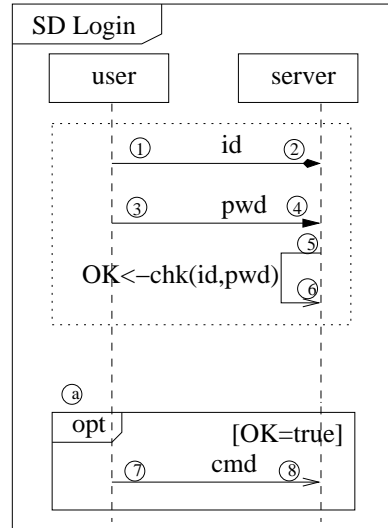 SD Login
user server
① id ②
③ pwd ④
⑤
OK<−chk(id,pwd)
⑥
ⓐ
opt [OK=true]
⑦ cmd ⑧